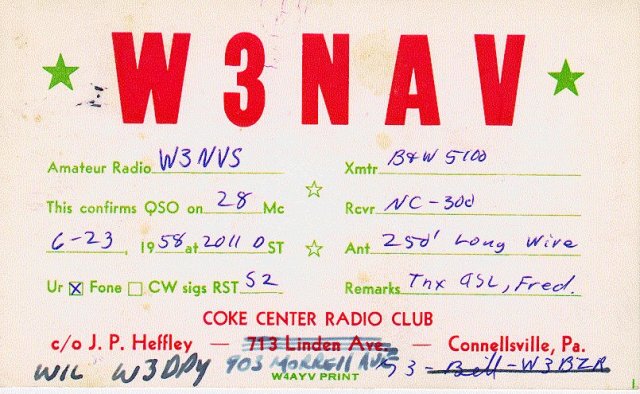 W3NAV
Amateur Radio W3NVS Xmtr B&W 5100
This confirms QSO on 28 Mc Rcvr NC-300
6-23, 1958 at 2011 0 ST Ant 250' Long Wire
Ur Fone CW sigs RST 52 Remarks Tnx QSL, Fred.
COKE CENTER RADIO CLUB
c/o J. P. Heffley — 713 Linden Ave. — Connellsville, Pa.
WIL W3DPY 903 MORRELL AVE 73 - Bill - W3BZR
W4AYV PRINT